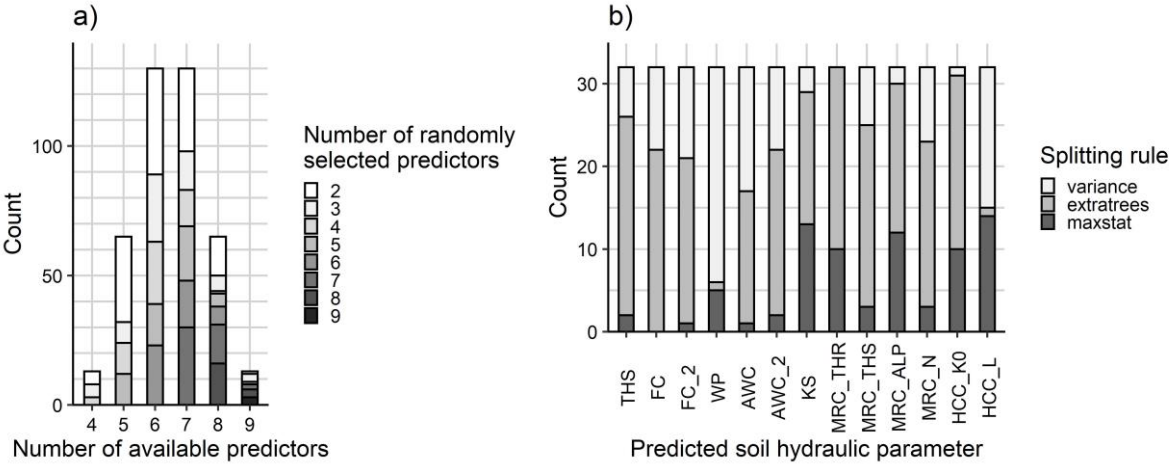 a)
Count
100
50
0
4 5 6 7 8 9
Number of available predictors
Number of randomly
selected predictors
2
3
4
5
6
7
8
9
b)
Count
30
20
10
0
THS FC FC_2 WP AWC AWC_2 KS MRC_THR MRC_THS MRC_ALP MRC_N HCC_K0 HCC_L
Predicted soil hydraulic parameter
Splitting rule
variance
extratrees
maxstat